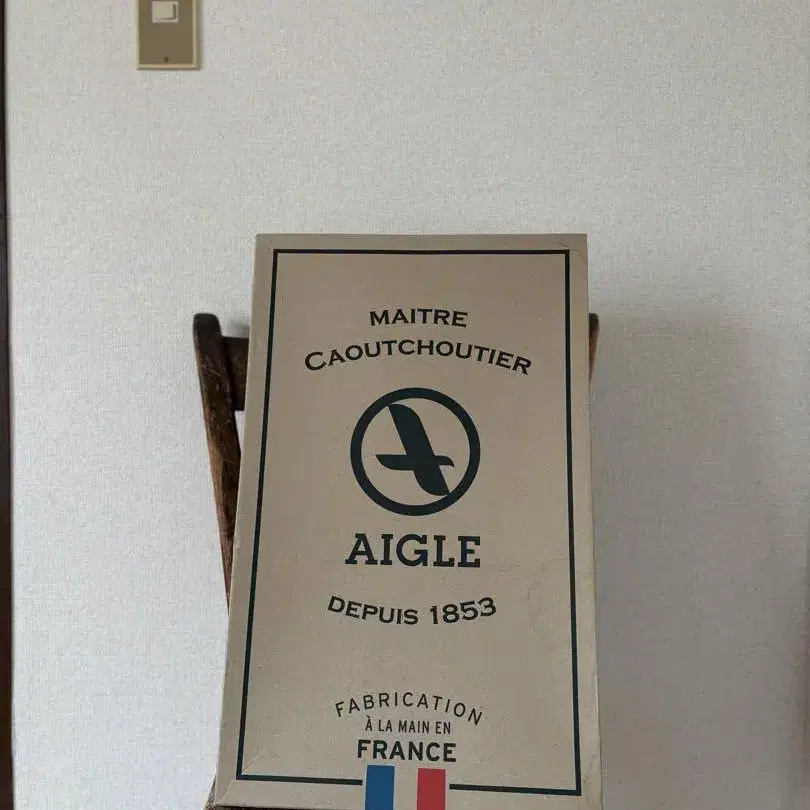 MAITRE
CAOUTCHOUTIER
AIGLE
DEPUIS 1853
FABRICATION
À LA MAIN EN
FRANCE